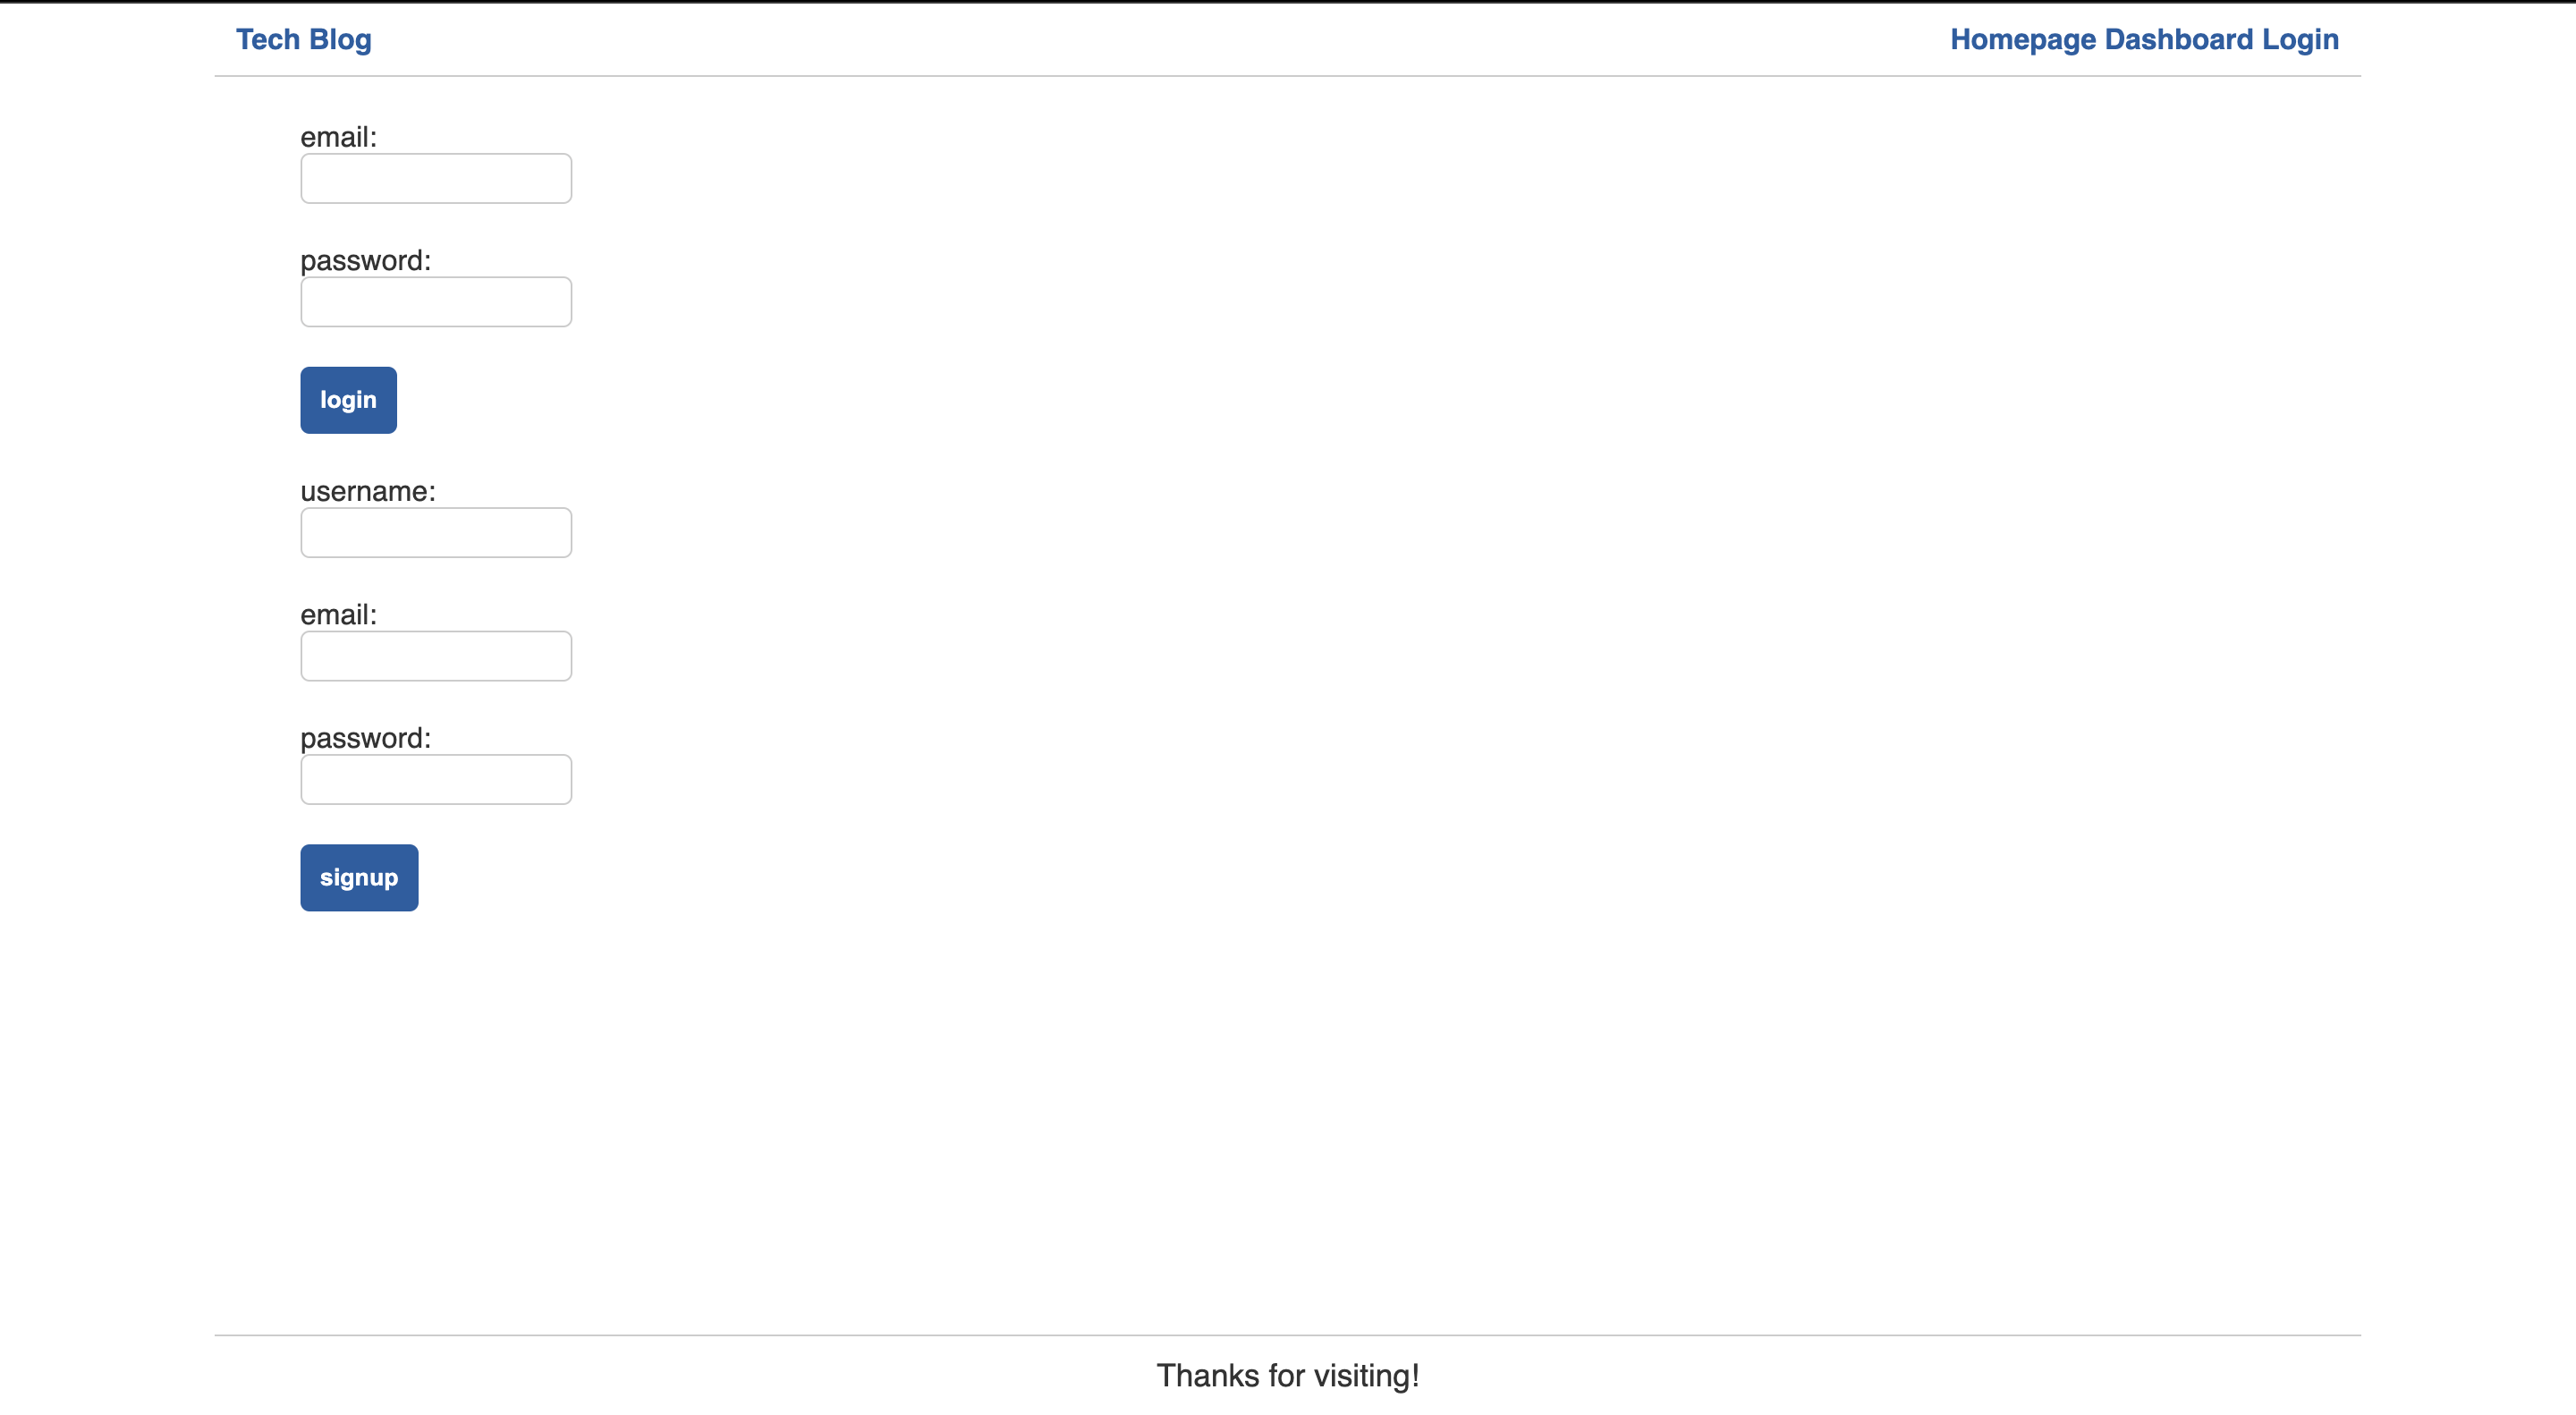 Tech Blog
Homepage Dashboard Login
email:
password:
login
username:
email:
password:
signup
Thanks for visiting!